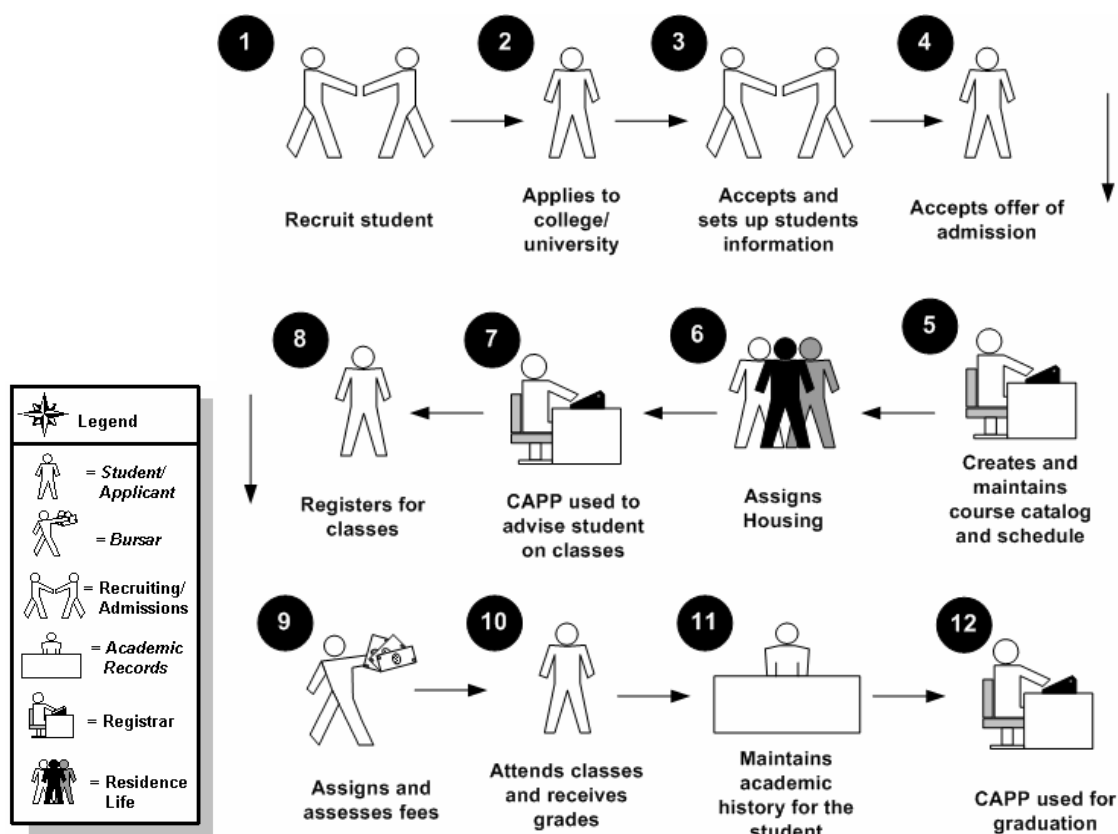 1
Recruit student
2
Applies to
college/
university
3
Accepts and
sets up students
information
4
Accepts offer of
admission
8
Registers for
classes
7
CAPP used to
advise student
on classes
6
Assigns
Housing
5
Creates and
maintains
course catalog
and schedule
Legend
= Student/
Applicant
= Bursar
= Recruiting/
Admissions
= Academic
Records
= Registrar
= Residence
Life
9
Assigns and
assesses fees
10
Attends classes
and receives
grades
11
Maintains
academic
history for the
student
12
CAPP used for
graduation